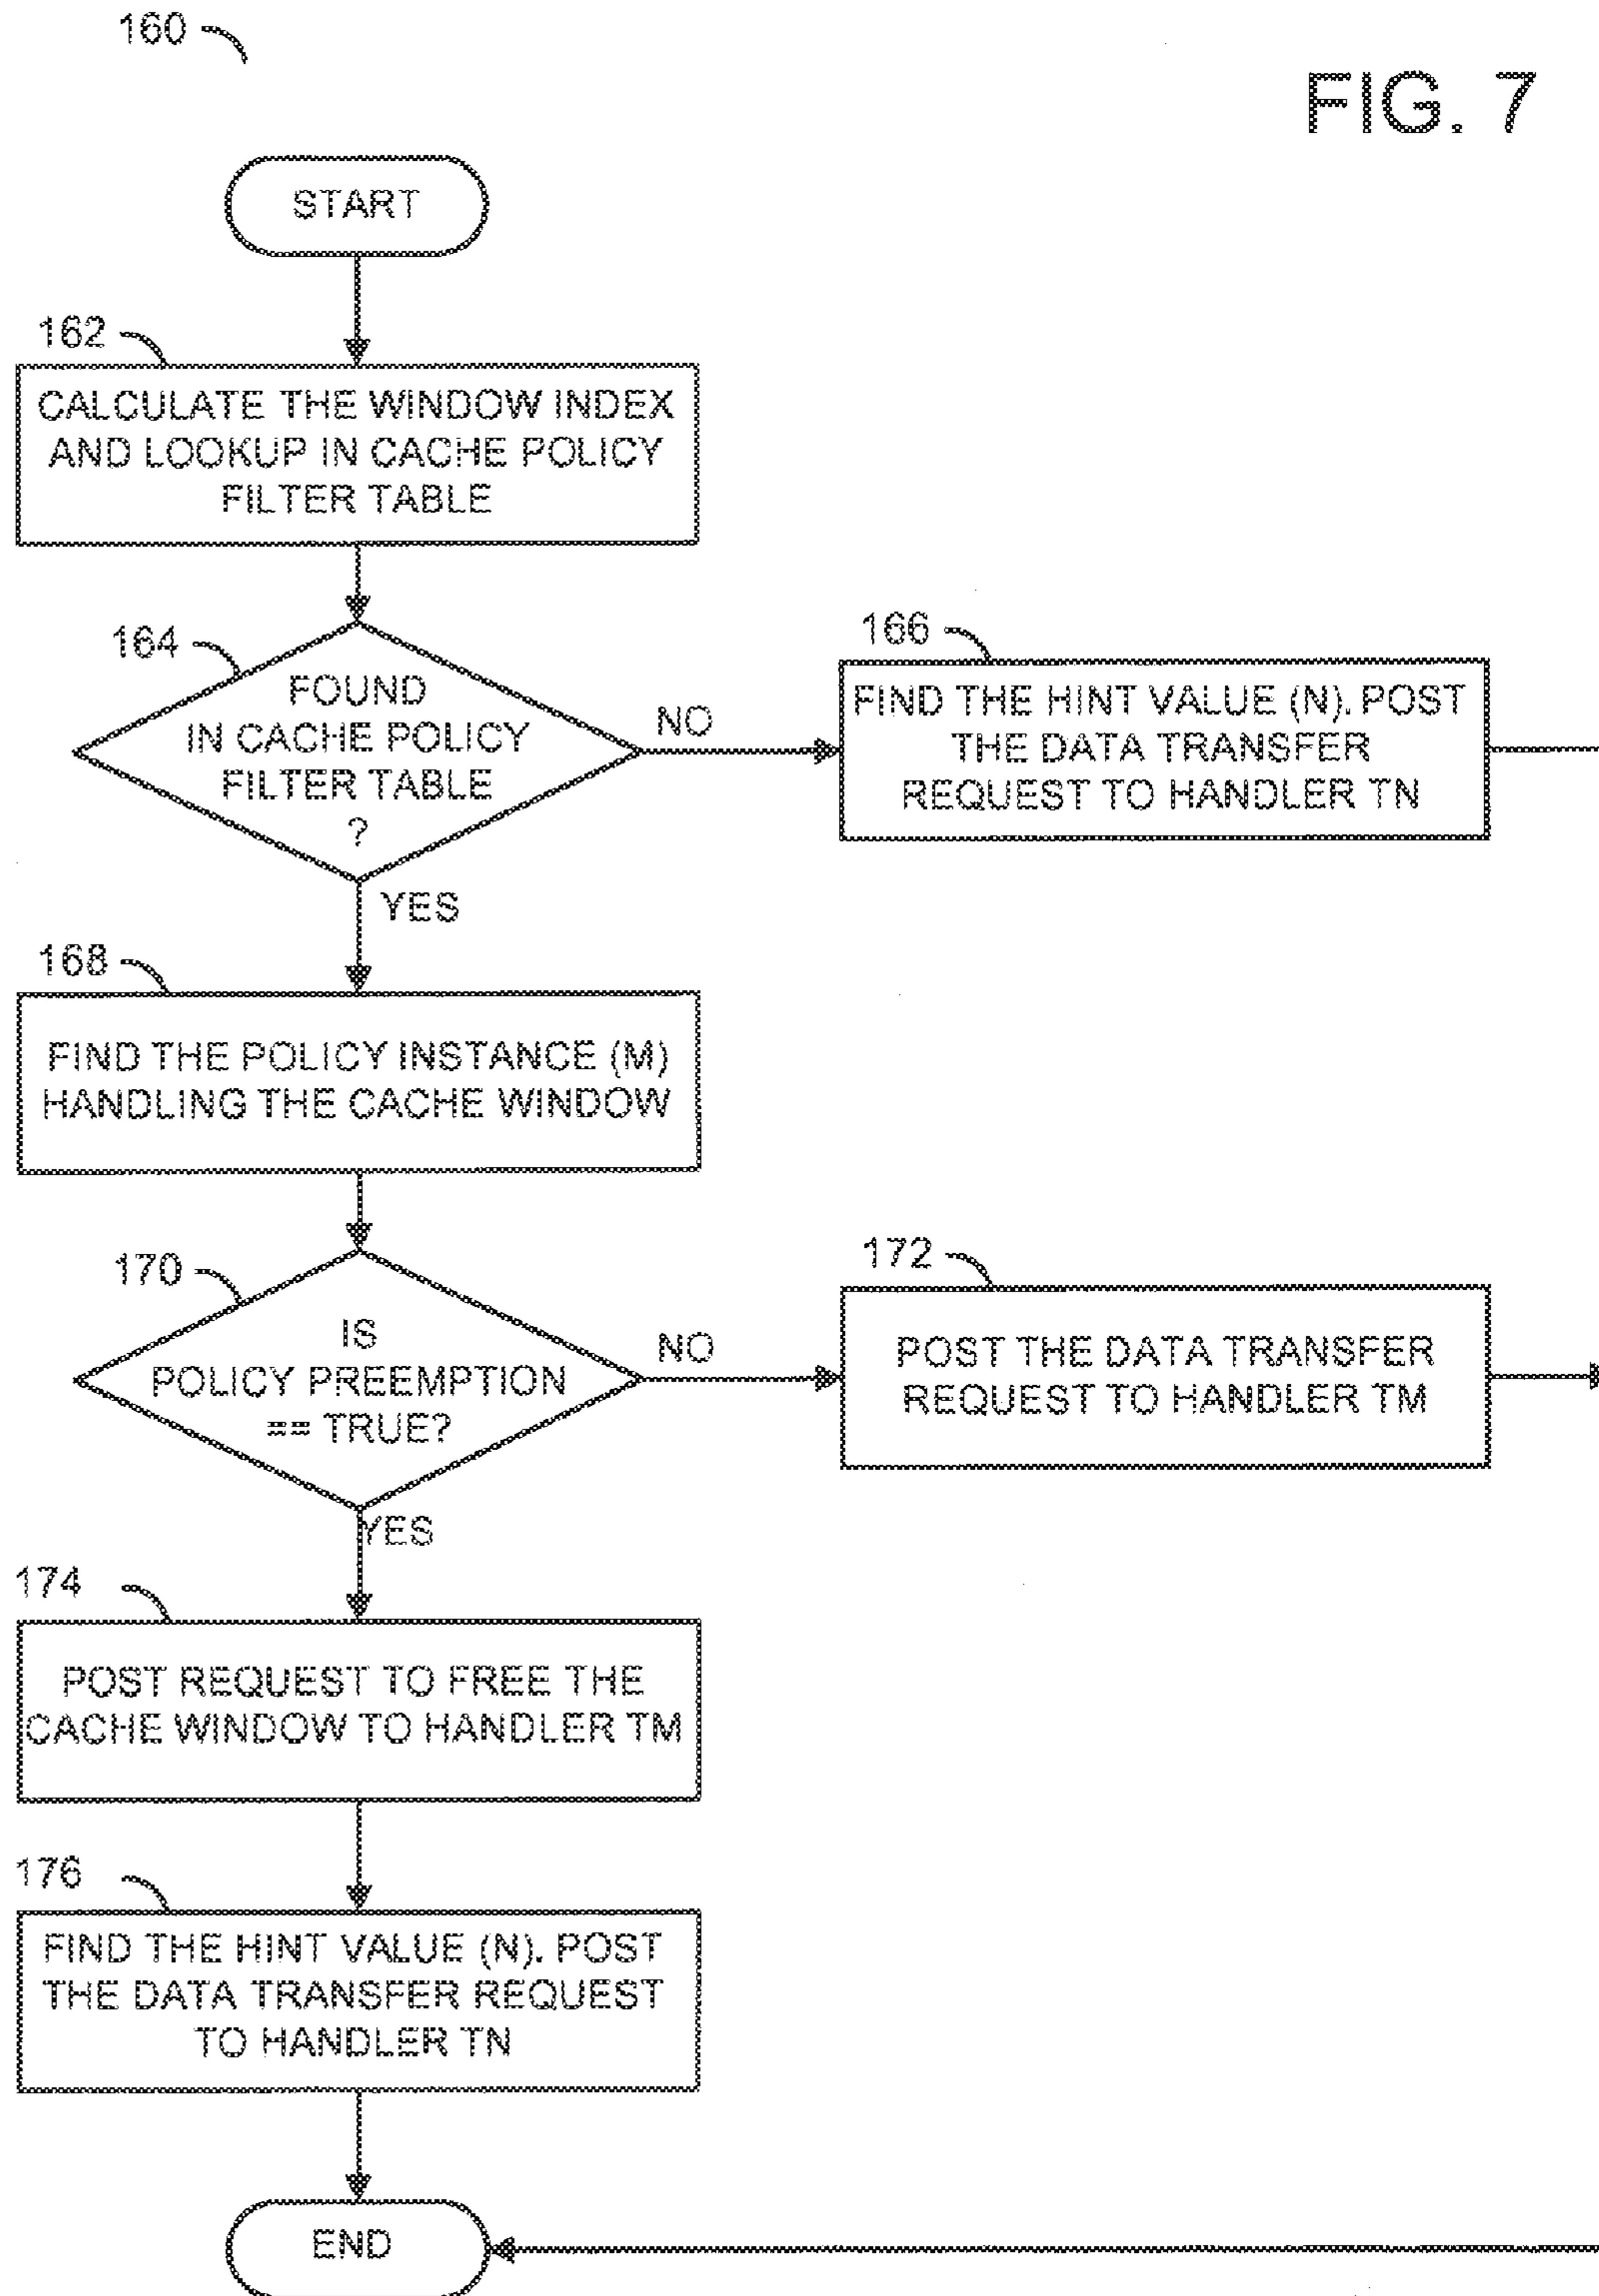 160
FIG. 7
START
162
CALCULATE THE WINDOW INDEX
AND LOOKUP IN CACHE POLICY
FILTER TABLE
164
FOUND
IN CACHE POLICY
FILTER TABLE
?
NO
166
FIND THE HINT VALUE (N). POST
THE DATA TRANSFER
REQUEST TO HANDLER TN
YES
168
FIND THE POLICY INSTANCE (M)
HANDLING THE CACHE WINDOW
170
IS
POLICY PREEMPTION
== TRUE?
NO
172
POST THE DATA TRANSFER
REQUEST TO HANDLER TM
YES
174
POST REQUEST TO FREE THE
CACHE WINDOW TO HANDLER TM
176
FIND THE HINT VALUE (N). POST
THE DATA TRANSFER REQUEST
TO HANDLER TN
END